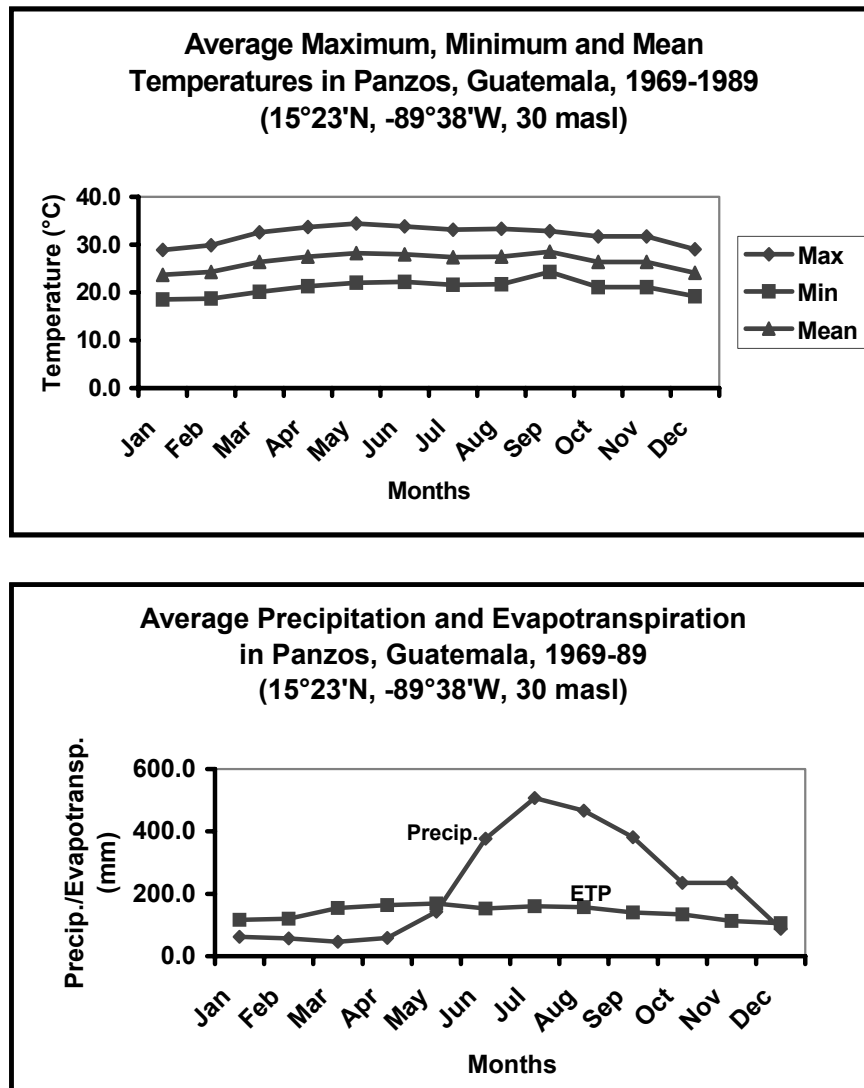 Average Maximum, Minimum and Mean
Temperatures in Panzos, Guatemala, 1969-1989
(15°23'N, -89°38'W, 30 masl)
Temperature (°C)
40.0
30.0
20.0
10.0
0.0
Jan
Feb
Mar
Apr
May
Jun
Jul
Aug
Sep
Oct
Nov
Dec
Months
Max
Min
Mean
Average Precipitation and Evapotranspiration
in Panzos, Guatemala, 1969-89
(15°23'N, -89°38'W, 30 masl)
Precip./Evapotransp.
(mm)
600.0
400.0
200.0
0.0
Precip.
ETP
Jan
Feb
Mar
Apr
May
Jun
Jul
Aug
Sep
Oct
Nov
Dec
Months